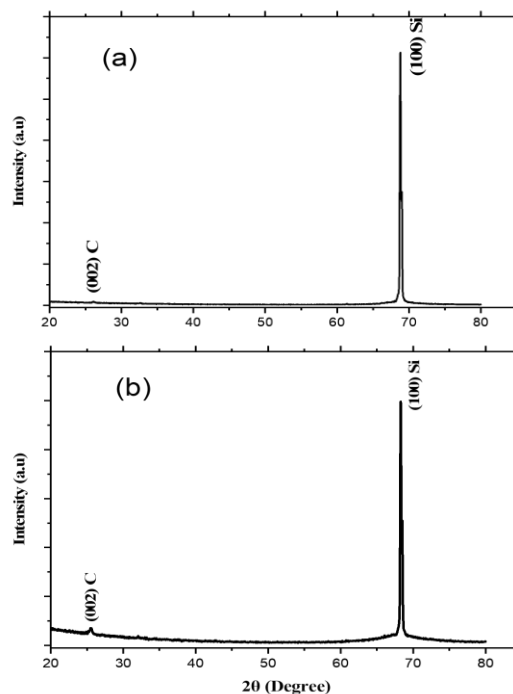 (a)
(100) Si
Intensity (a.u)
(002) C
20 30 40 50 60 70 80
(b)
(100) Si
Intensity (a.u)
(002) C
20 30 40 50 60 70 80
2θ (Degree)